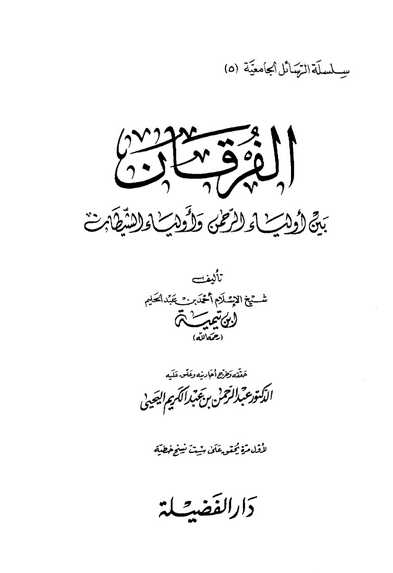 سلسلة الرسائل الجامعية (٥)
الفرقان
بين أولياء الرحمن وأولياء الشيطان
تأليف
شيخ الإسلام أحمد بن عبد الحليم
ابن تيمية
(رحمه الله)
حققه وخرج أحاديثه وعلق عليه
الدكتور عبد الرحمن بن عبد الكريم اليحيى
لأول مرة يحقق على ست نسخ خطية
دار الفضيلة